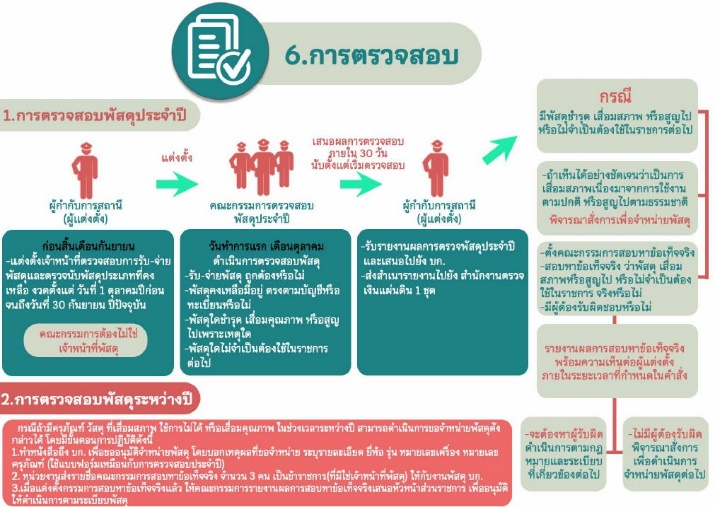 6.การตรวจสอบ
1.การตรวจสอบพัสดุประจำปี
ผู้กำกับการสถานี
(ผู้แต่งตั้ง)
แต่งตั้ง
คณะกรรมการตรวจสอบ
พัสดุประจำปี
เสนอผลการตรวจสอบ
ภายใน 30 วัน
นับตั้งแต่เริ่มตรวจสอบ
ผู้กำกับการสถานี
(ผู้แต่งตั้ง)
ก่อนสิ้นเดือนกันยายน
-แต่งตั้งเจ้าหน้าที่ตรวจสอบการรับ-จ่าย
พัสดุและตรวจนับพัสดุประเภทที่คง
เหลือ งวดตั้งแต่ วันที่ 1 ตุลาคมปีก่อน
จนถึงวันที่ 30 กันยายน ปีปัจจุบัน
คณะกรรมการต้องไม่ใช่
เจ้าหน้าที่พัสดุ
วันทำการแรก เดือนตุลาคม
ดำเนินการตรวจสอบพัสดุ
-รับ-จ่ายพัสดุ ถูกต้องหรือไม่
-พัสดุคงเหลือมีอยู่ ตรงตามบัญชีหรือ
ทะเบียนหรือไม่
-พัสดุใดชำรุด เสื่อมคุณภาพ หรือสูญ
ไปเพราะเหตุใด
-พัสดุใดไม่จำเป็นต้องใช้ในราชการ
ต่อไป
-รับรายงานผลการตรวจพัสดุประจำปี
และเสนอไปยัง บก.
-ส่งสำเนารายงานไปยัง สำนักงานตรวจ
เงินแผ่นดิน 1 ชุด
กรณี
มีพัสดุชำรุด เสื่อมสภาพ หรือสูญไป
หรือไม่จำเป็นต้องใช้ในราชการต่อไป
-ถ้าเห็นได้อย่างชัดเจนว่าเป็นการ
เสื่อมสภาพเนื่องมาจากการใช้งาน
ตามปกติ หรือสูญไปตามธรรมชาติ
พิจารณาสั่งการเพื่อจำหน่ายพัสดุ
-ตั้งคณะกรรมการสอบหาข้อเท็จจริง
-สอบหาข้อเท็จจริง ว่าพัสดุ เสื่อม
สภาพหรือสูญไป หรือไม่จำเป็นต้อง
ใช้ในราชการ จริงหรือไม่
-มีผู้ต้องรับผิดชอบหรือไม่
รายงานผลการสอบหาข้อเท็จจริง
พร้อมความเห็นต่อผู้แต่งตั้ง
ภายในระยะเวลาที่กำหนดในคำสั่ง
-จะต้องหาผู้รับผิด
ดำเนินการตามกฎ
หมายและระเบียบ
ที่เกี่ยวข้องต่อไป
-ไม่มีผู้ต้องรับผิด
พิจารณาสั่งการ
เพื่อดำเนินการ
จำหน่ายพัสดุต่อไป
2.การตรวจสอบพัสดุระหว่างปี
กรณีถ้ามีครุภัณฑ์ วัสดุ ที่เสื่อมสภาพ ใช้การไม่ได้ หรือเสื่อมคุณภาพ ในช่วงเวลาระหว่างปี สามารถดำเนินการขอจำหน่ายพัสดุดัง
กล่าวได้ โดยมีขั้นตอนการปฏิบัติดังนี้
1.ทำหนังสือถึง บก. เพื่อขออนุมัติจำหน่ายพัสดุ โดยบอกเหตุผลที่ขอจำหน่าย ระบุรายละเอียด ยี่ห้อ รุ่น หมายเลขเครื่อง หมายเลข
ครุภัณฑ์ (ใช้แบบฟอร์มเหมือนกับการตรวจสอบประจำปี)
2. หน่วยงานส่งรายชื่อคณะกรรมการสอบหาข้อเท็จจริง จำนวน 3 คน เป็นข้าราชการ(ที่มิใช่เจ้าหน้าที่พัสดุ) ให้กับงานพัสดุ บก.
3.เมื่อแต่งตั้งกรรมการสอบหาข้อเท็จจริงแล้ว ให้คณะกรรมการรายงานผลการสอบหาข้อเท็จจริงเสนอหัวหน้าส่วนราชการ เพื่ออนุมัติ
ให้ดำเนินการตามระเบียบพัสดุ